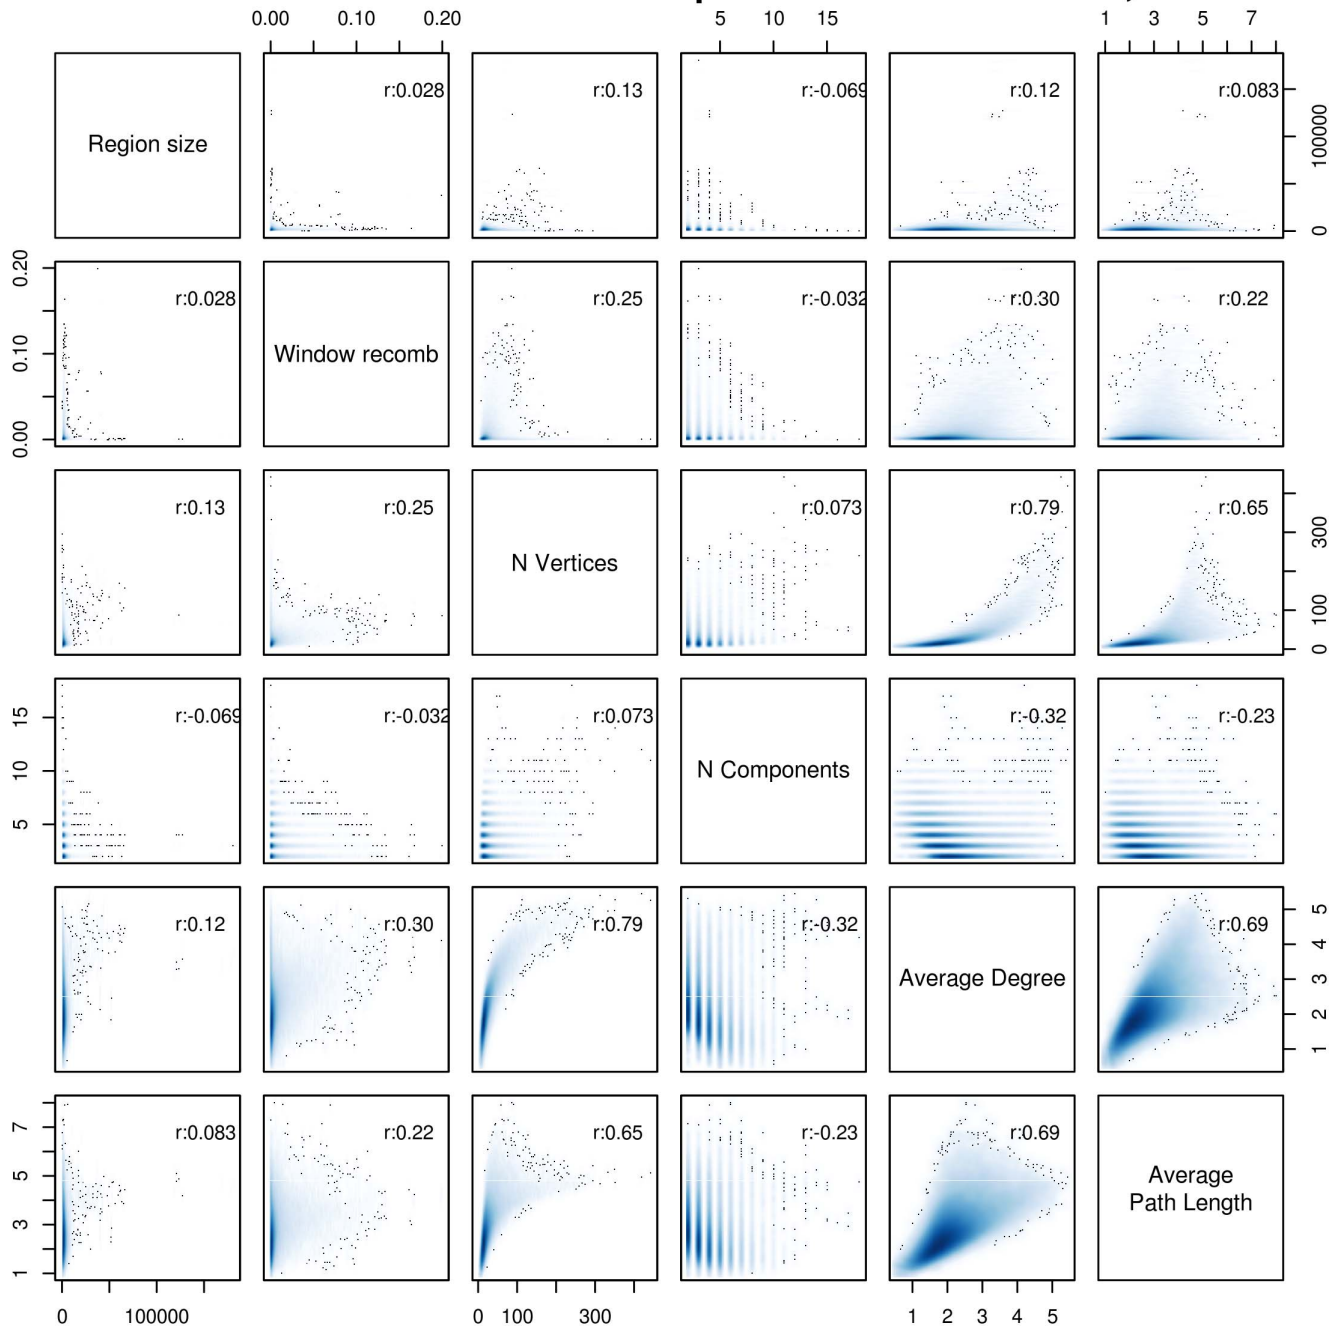 0.00 0.10 0.20 5 10 15 1 3 5 7
Region size r:0.028 r:0.13 r:-0.069 r:0.12 r:0.083 0 100000
0.00 0.10 0.20 r:0.028 Window recomb r:0.25 r:-0.032 r:0.30 r:0.22
r:0.13 r:0.25 N Vertices r:0.073 r:0.79 r:0.65 0 100 300
5 10 15 r:-0.069 r:-0.032 r:0.073 N Components r:-0.32 r:-0.23
r:0.12 r:0.30 r:0.79 r:-0.32 Average Degree r:0.69 1 2 3 4 5
1 3 5 7 r:0.083 r:0.22 r:0.65 r:-0.23 r:0.69 Average
Path Length
0 100000 0 100 300 1 2 3 4 5